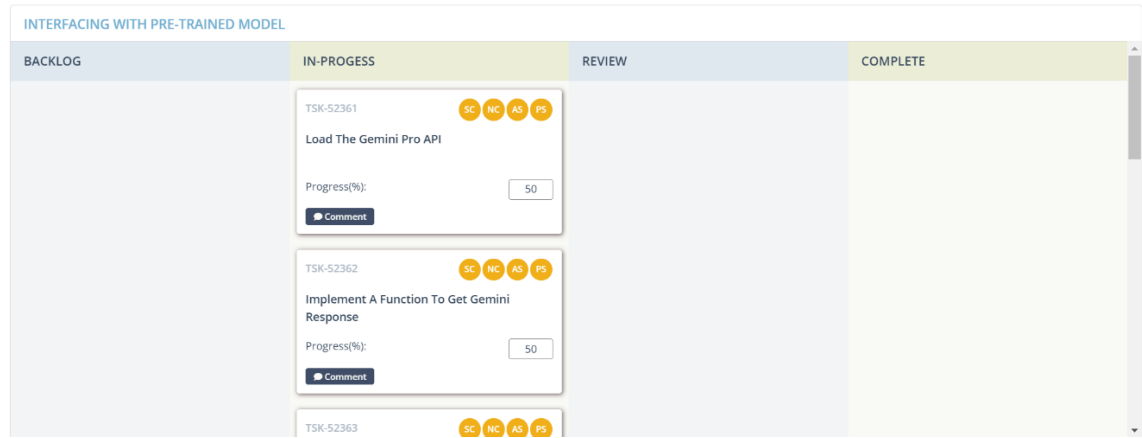 INTERFACING WITH PRE-TRAINED MODEL
BACKLOG
IN-PROGESS
REVIEW
COMPLETE
TSK-52361
SC NC AS PS
Load The Gemini Pro API
Progress(%):
50
Comment
TSK-52362
SC NC AS PS
Implement A Function To Get Gemini
Response
Progress(%):
50
Comment
TSK-52363
SC NC AS PS